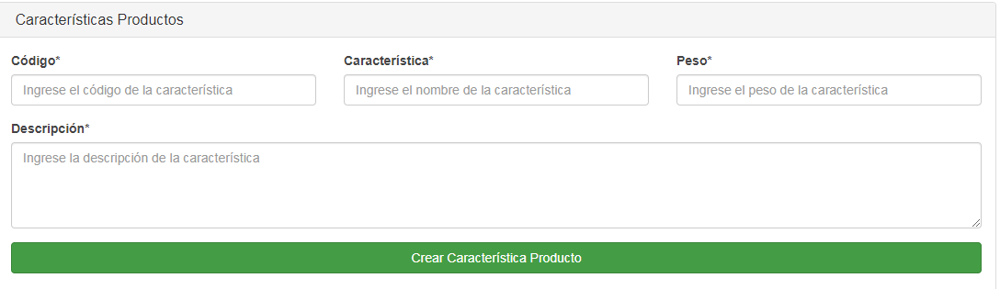 Características Productos
Código* Característica* Peso*
Ingrese el código de la característica Ingrese el nombre de la característica Ingrese el peso de la característica
Descripción*
Ingrese la descripción de la característica
Crear Característica Producto